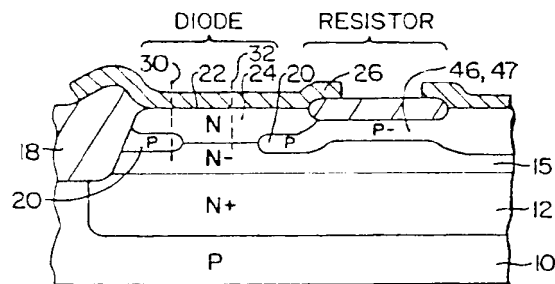 DIODE RESISTOR
30 22 32 24 20 26 46, 47
18
N
P P P-
N-
15
20
N+
12
P
10